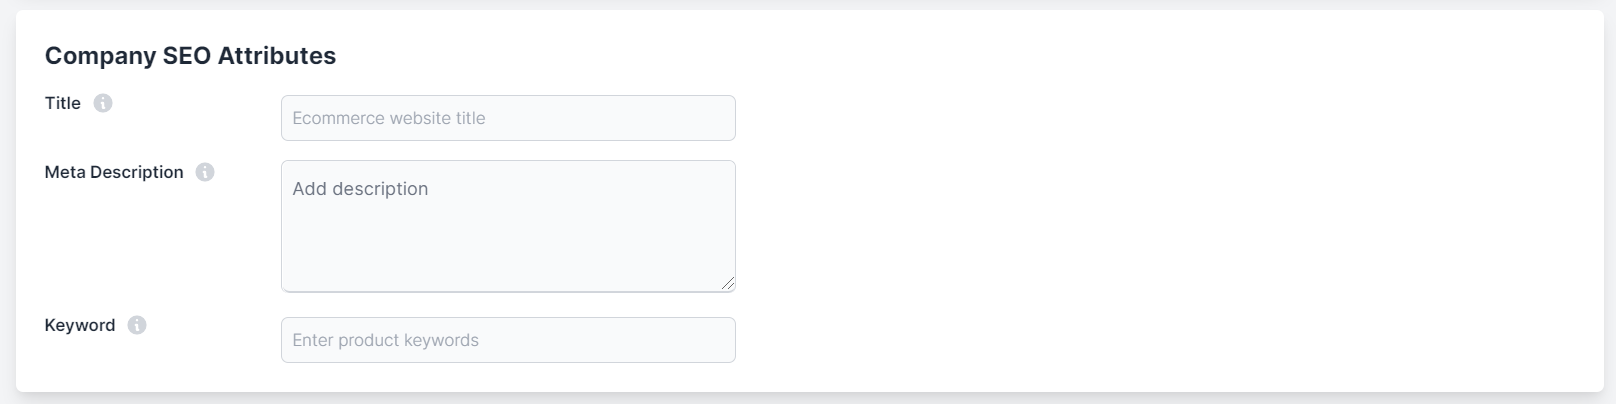 Company SEO Attributes
Title
Ecommerce website title
Meta Description
Add description
Keyword
Enter product keywords